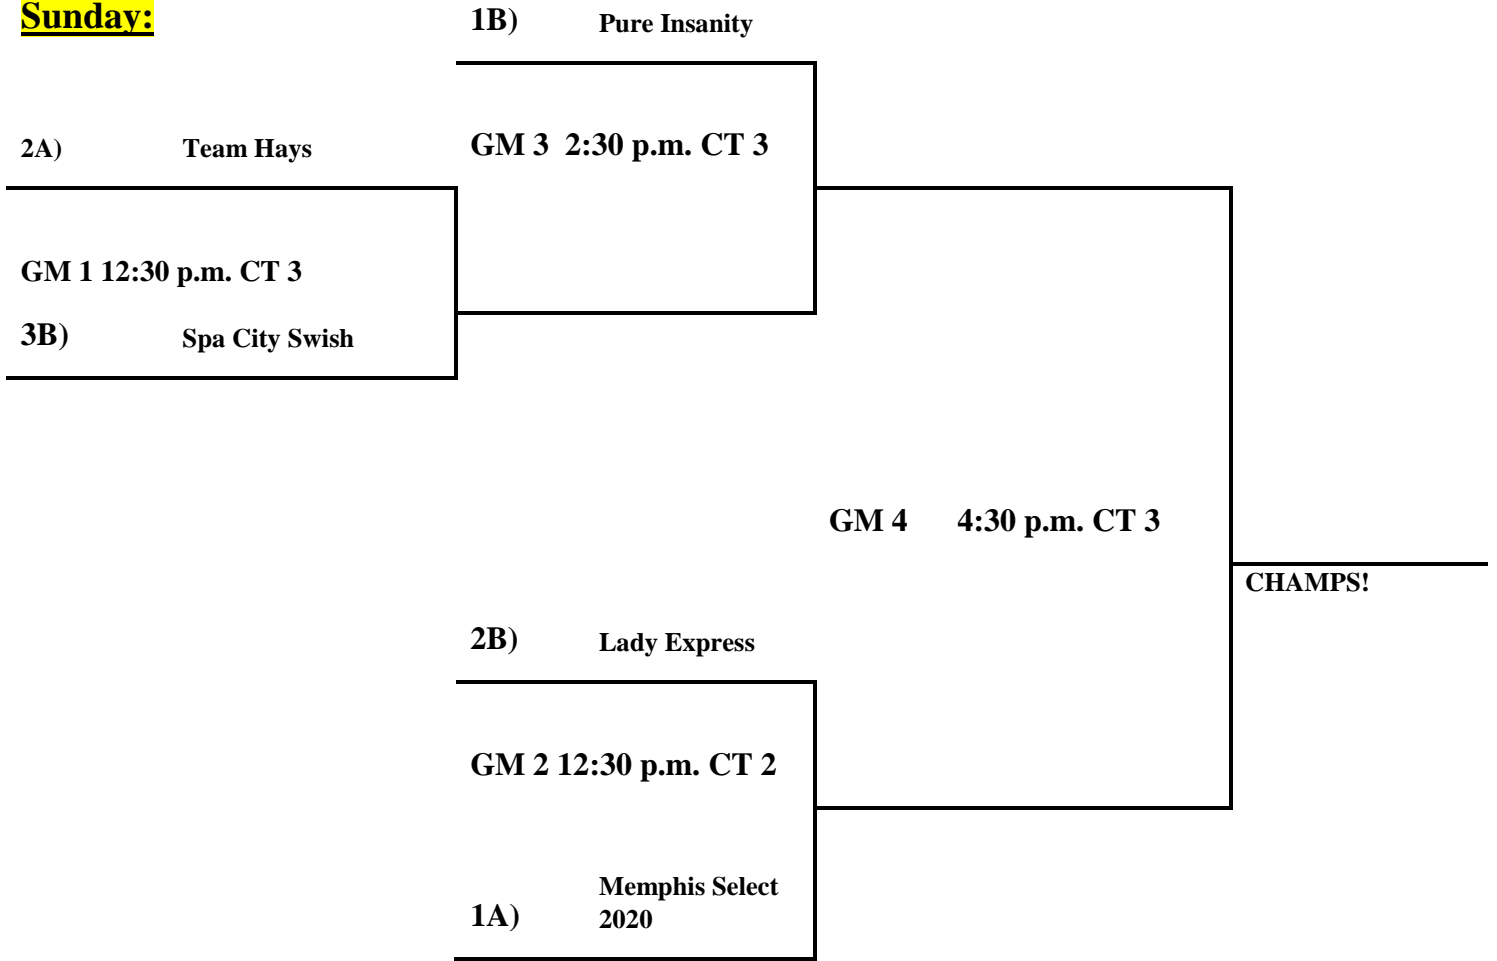 Sunday:
1B) Pure Insanity
2A) Team Hays
GM 3 2:30 p.m. CT 3
GM 1 12:30 p.m. CT 3
3B) Spa City Swish
GM 4 4:30 p.m. CT 3
CHAMPS!
2B) Lady Express
GM 2 12:30 p.m. CT 2
Memphis Select
1A) 2020